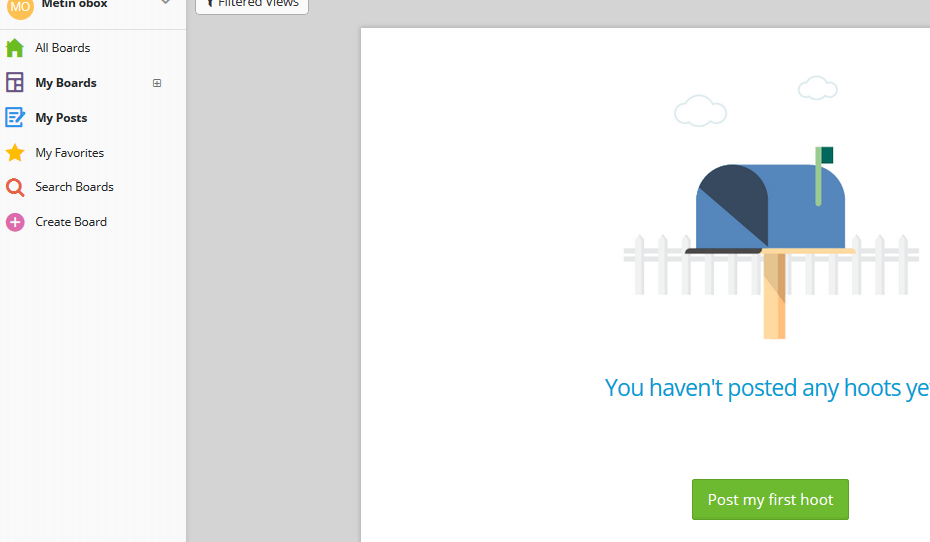 MO Metin obox
Filtered Views
All Boards
My Boards
My Posts
My Favorites
Search Boards
Create Board
You haven't posted any hoots ye
Post my first hoot